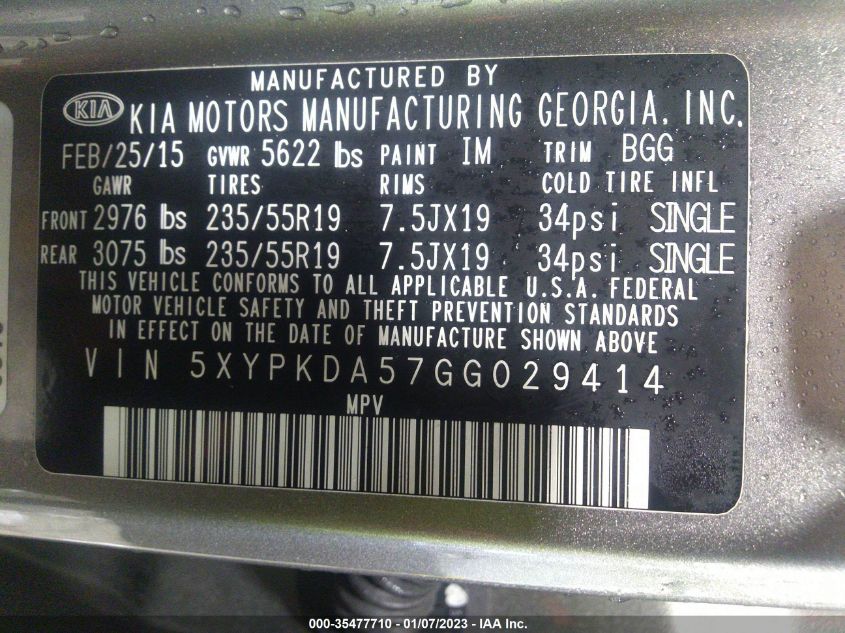 MANUFACTURED BY
KIA KIA MOTORS MANUFACTURING GEORGIA, INC.
FEB/25/15 GVWR 5622 lbs PAINT IM TRIM BGG
GAWR TIRES RIMS COLD TIRE INFL
FRONT 2976 lbs 235/55R19 7.5JX19 34psi SINGLE
REAR 3075 lbs 235/55R19 7.5JX19 34psi SINGLE
THIS VEHICLE CONFORMS TO ALL APPLICABLE U.S.A. FEDERAL
MOTOR VEHICLE SAFETY AND THEFT PREVENTION STANDARDS
IN EFFECT ON THE DATE OF MANUFACTURE SHOWN ABOVE
VIN 5XYPKDA57GG029414
MPV
000-35477710 — 01/07/2023 - IAA Inc.